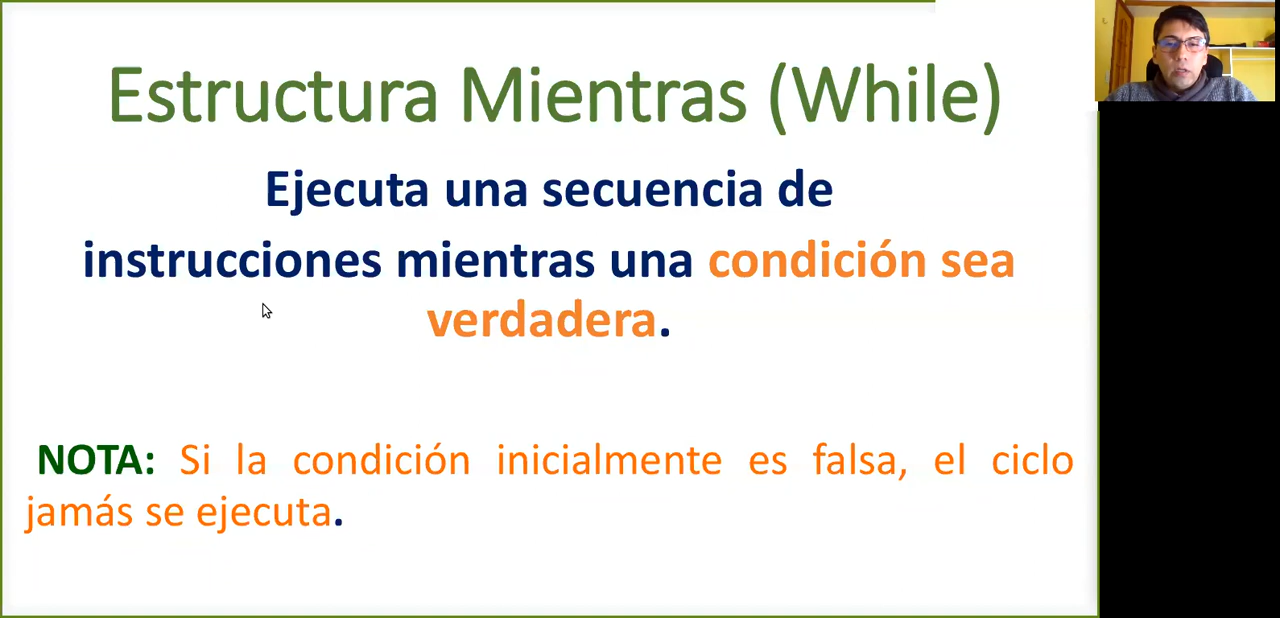 Estructura Mientras (While)
Ejecuta una secuencia de
instrucciones mientras una condición sea
verdadera.
NOTA: Si la condición inicialmente es falsa, el ciclo
jamás se ejecuta.